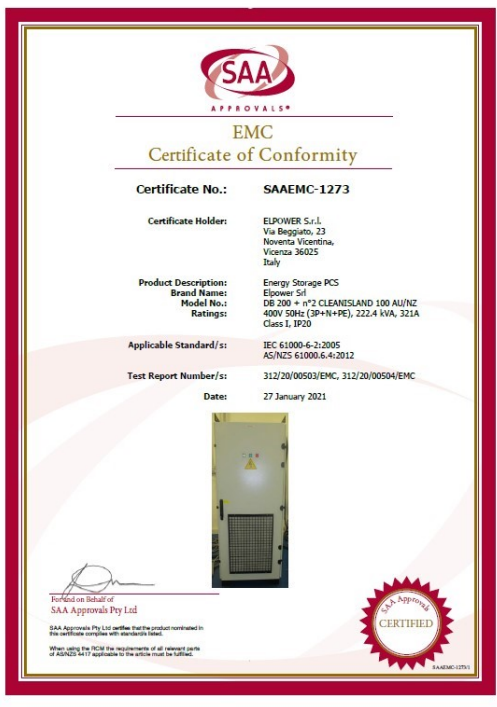 SAA
APPROVALS®
EMC
Certificate of Conformity
Certificate No.: SAAEMC-1273
Certificate Holder: ELPOWER S.r.l.
Via Beggiato, 23
Noventa Vicentina,
Vicenza 36025
Italy
Product Description: Energy Storage PCS
Brand Name: Elpower Srl
Model No.: DB 200 + n°2 CLEANISLAND 100 AU/NZ
Ratings: 400V 50Hz (3P+N+PE), 222.4 kVA, 321A
Class I, IP20
Applicable Standard/s: IEC 61000-6-2:2005
AS/NZS 61000.6.4:2012
Test Report Number/s: 312/20/00503/EMC, 312/20/00504/EMC
Date: 27 January 2021
For and on Behalf of
SAA Approvals Pty Ltd
SAA Approvals Pty Ltd certifies that the product nominated in
this certificate complies with standard/s listed.
When using the RCM the requirements of all relevant parts
of AS/NZS 4417 applicable to the article must be fulfilled.
SAA Approvals
CERTIFIED
SAAEMC-1273/1